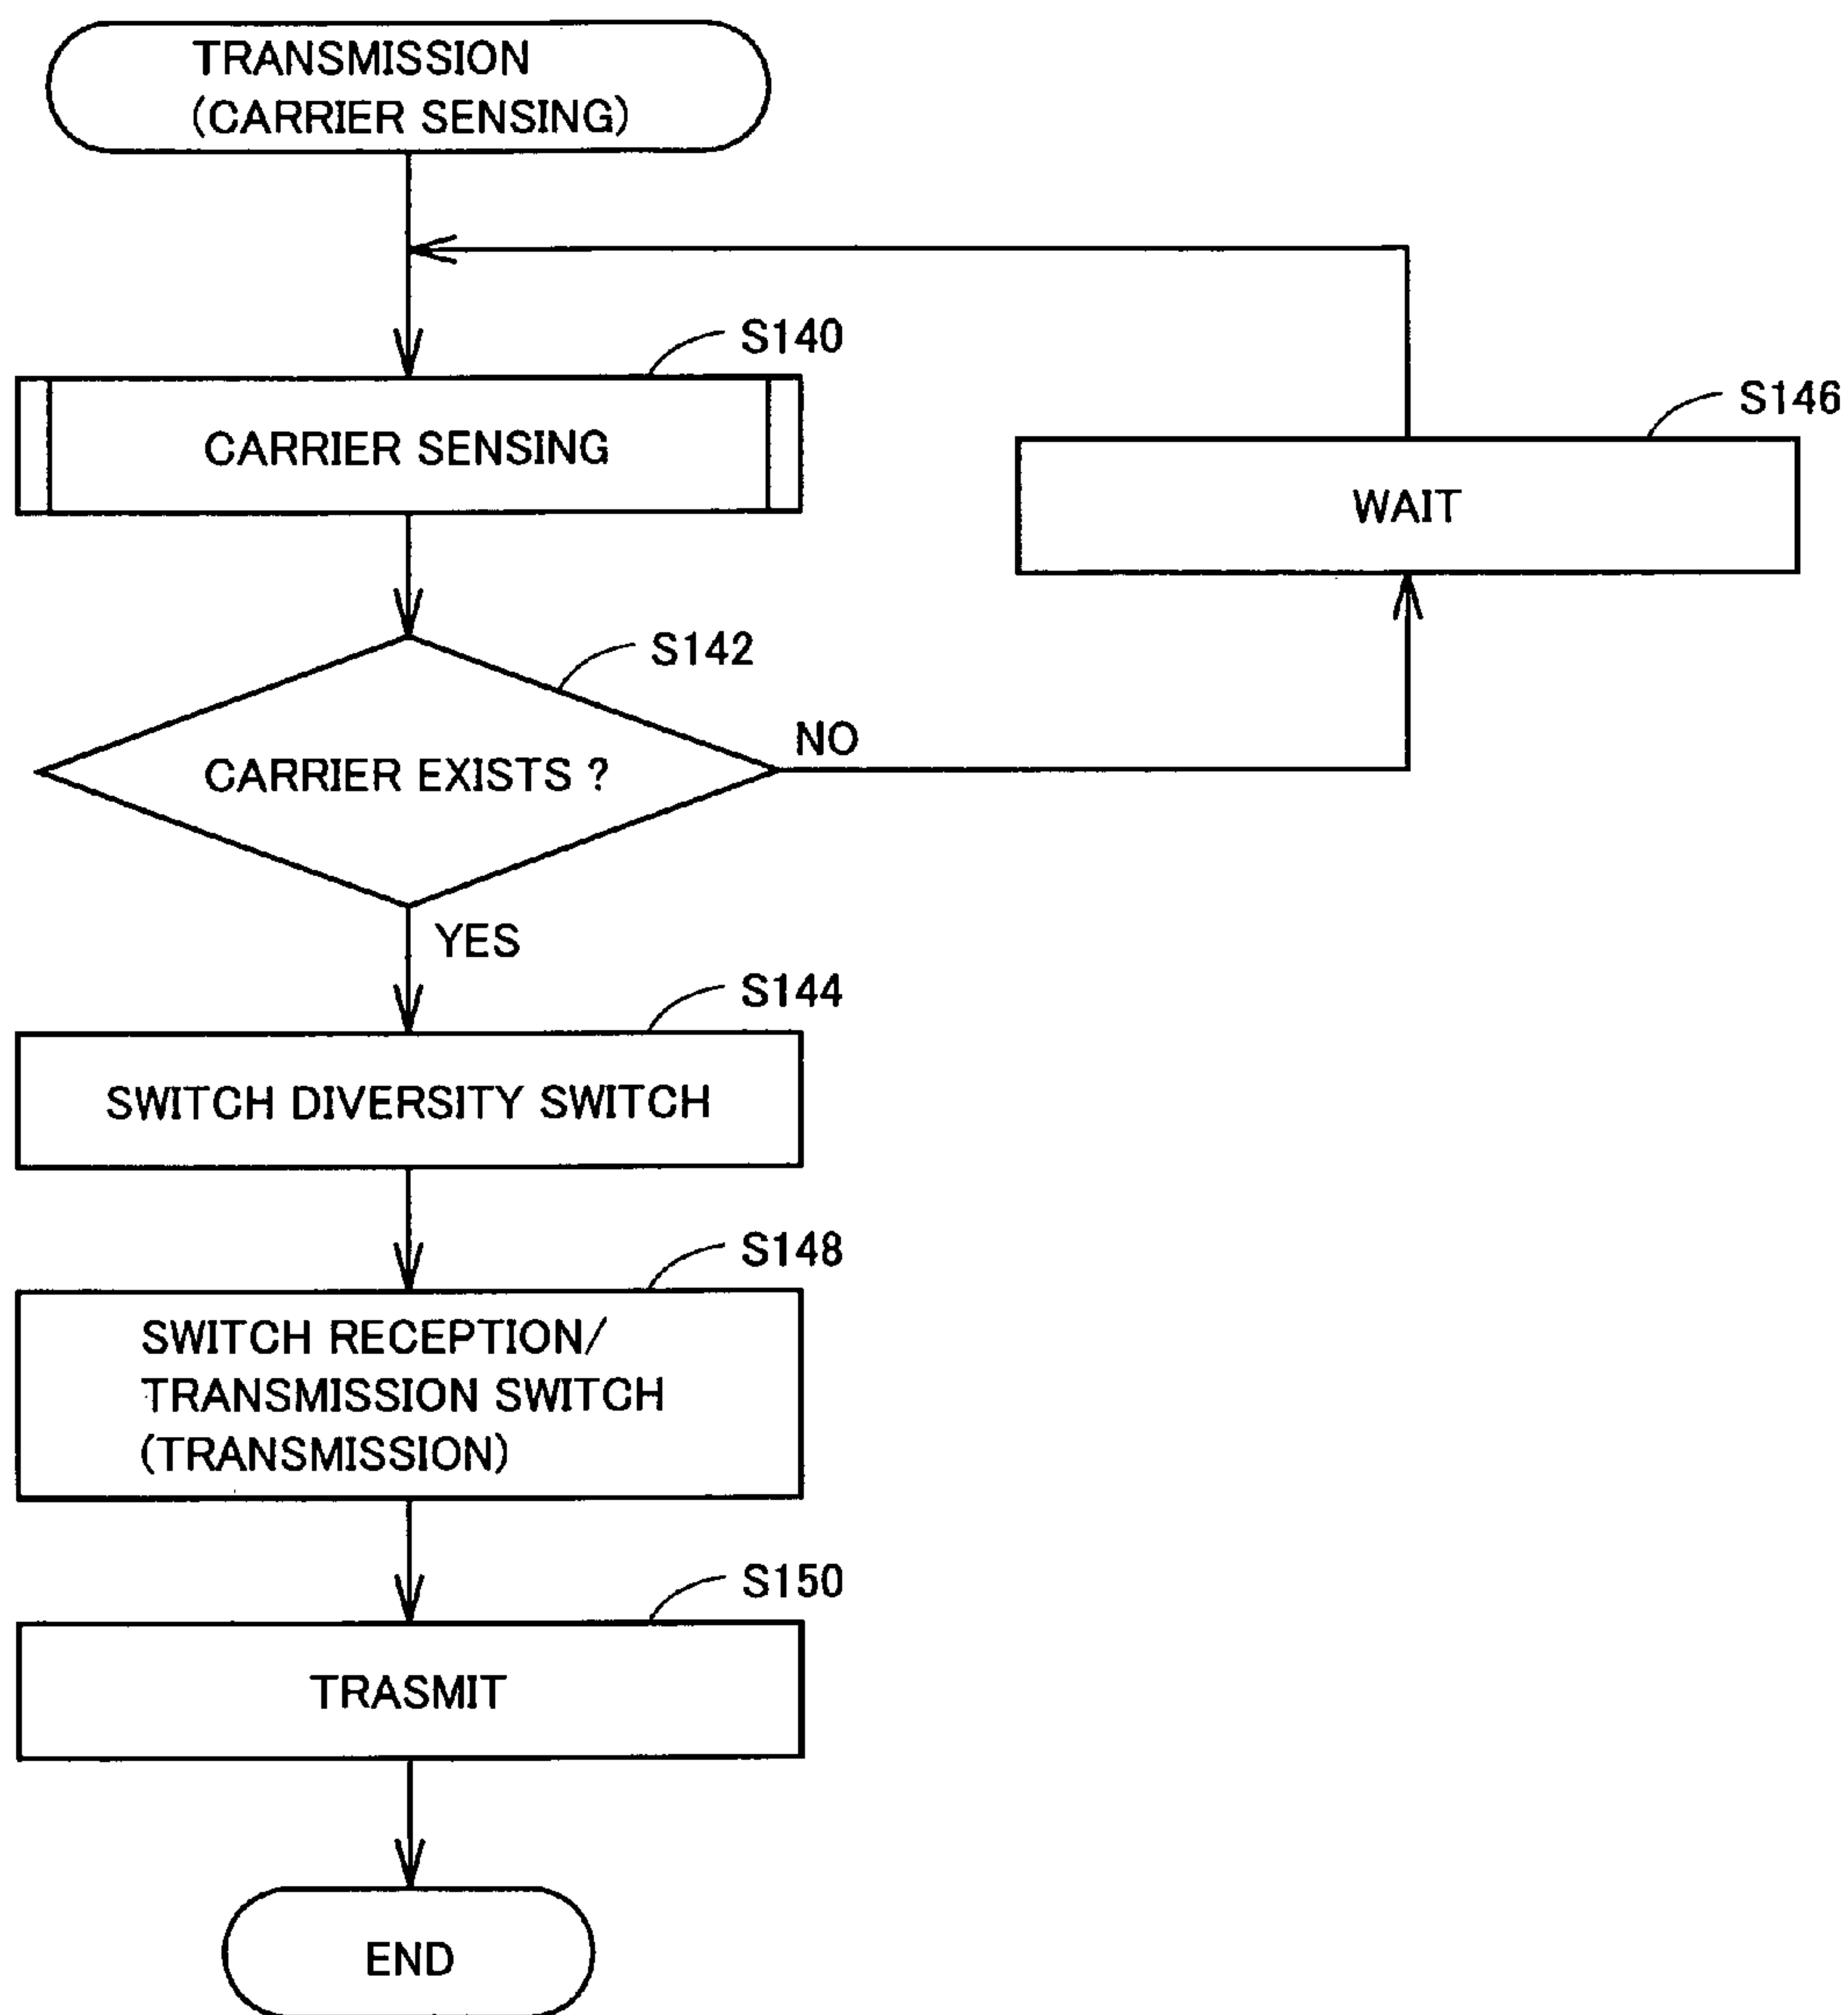 TRANSMISSION
(CARRIER SENSING)
S140
CARRIER SENSING
S146
WAIT
S142
CARRIER EXISTS ?
NO
YES
S144
SWITCH DIVERSITY SWITCH
S148
SWITCH RECEPTION/
TRANSMISSION SWITCH
(TRANSMISSION)
S150
TRASMIT
END